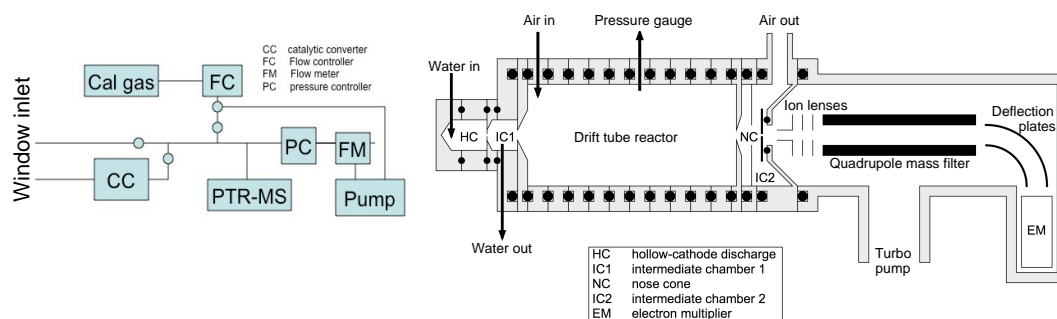 Window inlet
Cal gas
FC
CC catalytic converter
FC Flow controller
FM Flow meter
PC pressure controller
CC
PTR-MS
PC
FM
Pump
Air in
Pressure gauge
Air out
Water in
HC
IC1
Drift tube reactor
NC
IC2
Ion lenses
Deflection
plates
Quadrupole mass filter
EM
Water out
Turbo
pump
HC hollow-cathode discharge
IC1 intermediate chamber 1
NC nose cone
IC2 intermediate chamber 2
EM electron multiplier